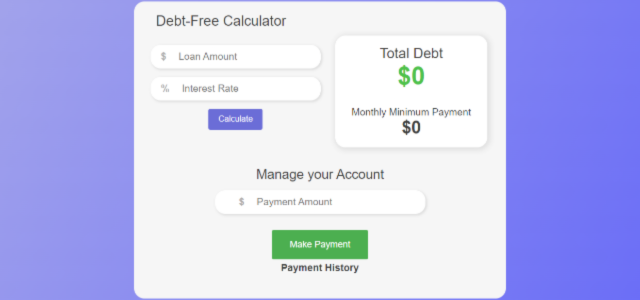 Debt-Free Calculator
$ Loan Amount
% Interest Rate
Calculate
Total Debt
$0
Monthly Minimum Payment
$0
Manage your Account
$ Payment Amount
Make Payment
Payment History